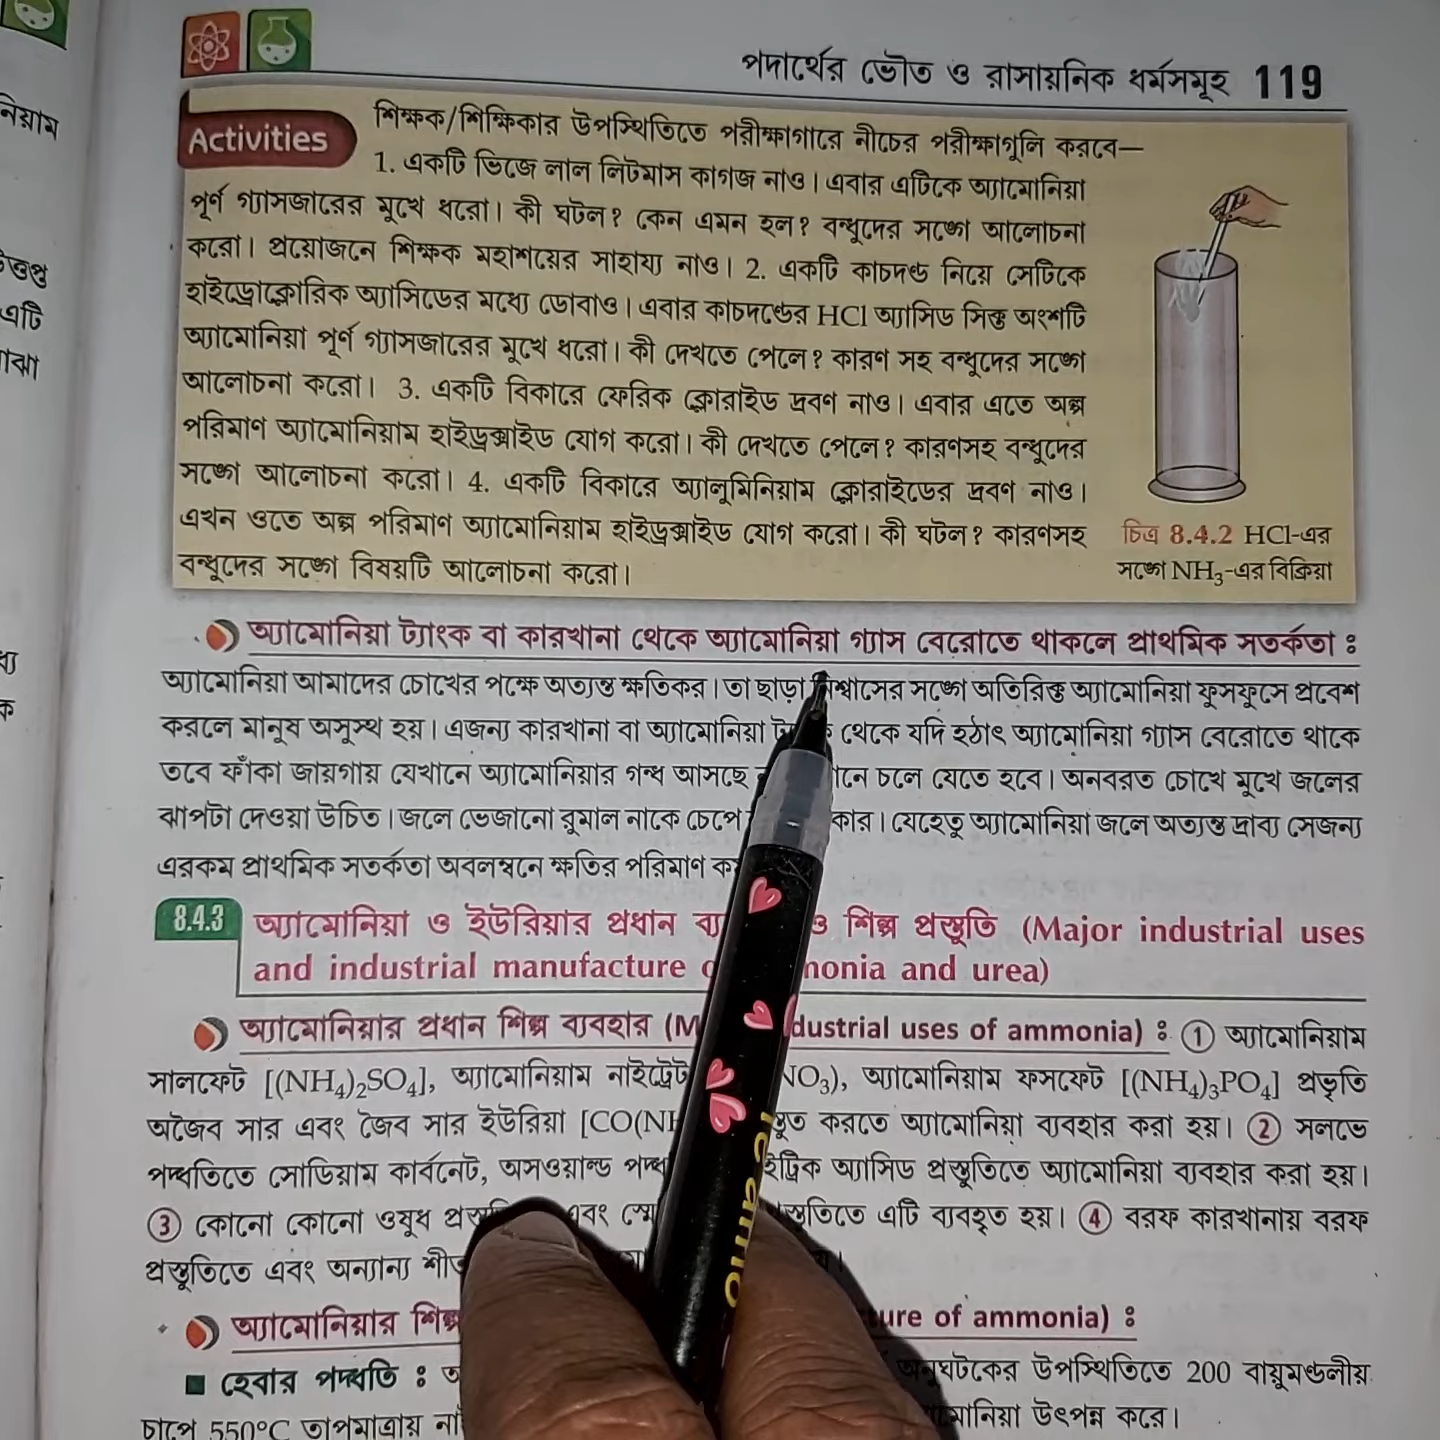 পদার্থের ভৌত ও রাসায়নিক ধর্মসমূহ 119
Activities
শিক্ষক/শিক্ষিকার উপস্থিতিতে পরীক্ষাগারে নীচের পরীক্ষাগুলি করবে—
1. একটি ভিজে লাল লিটমাস কাগজ নাও। এবার এটিকে অ্যামোনিয়া
পূর্ণ গ্যাসজারের মুখে ধরো। কী ঘটল? কেন এমন হল? বন্ধুদের সঙ্গে আলোচনা
করো। প্রয়োজনে শিক্ষক মহাশয়ের সাহায্য নাও। 2. একটি কাচদণ্ড নিয়ে সেটিকে
হাইড্রোক্লোরিক অ্যাসিডের মধ্যে ডোবাও। এবার কাচদণ্ডের HCl অ্যাসিড সিক্ত অংশটি
অ্যামোনিয়া পূর্ণ গ্যাসজারের মুখে ধরো। কী দেখতে পেলে? কারণ সহ বন্ধুদের সঙ্গে
আলোচনা করো। 3. একটি বিকারে ফেরিক ক্লোরাইড দ্রবণ নাও। এবার এতে অল্প
পরিমাণ অ্যামোনিয়াম হাইড্রক্সাইড যোগ করো। কী দেখতে পেলে? কারণসহ বন্ধুদের
সঙ্গে আলোচনা করো। 4. একটি বিকারে অ্যালুমিনিয়াম ক্লোরাইডের দ্রবণ নাও।
এখন ওতে অল্প পরিমাণ অ্যামোনিয়াম হাইড্রক্সাইড যোগ করো। কী ঘটল? কারণসহ
বন্ধুদের সঙ্গে বিষয়টি আলোচনা করো।
চিত্র 8.4.2 HCl-এর
সঙ্গে NH₃-এর বিক্রিয়া
অ্যামোনিয়া ট্যাংক বা কারখানা থেকে অ্যামোনিয়া গ্যাস বেরোতে থাকলে প্রাথমিক সতর্কতা :
অ্যামোনিয়া আমাদের চোখের পক্ষে অত্যন্ত ক্ষতিকর। তা ছাড়া সঙ্গে অতিরিক্ত অ্যামোনিয়া ফুসফুসে প্রবেশ
করলে মানুষ অসুস্থ হয়। এজন্য কারখানা বা অ্যামোনিয়া থেকে যদি হঠাৎ অ্যামোনিয়া গ্যাস বেরোতে থাকে
তবে ফাঁকা জায়গায় যেখানে অ্যামোনিয়ার গন্ধ আসছে চলে যেতে হবে। অনবরত চোখে মুখে জলের
ঝাপটা দেওয়া উচিত। জলে ভেজানো রুমাল নাকে চেপে যেহেতু অ্যামোনিয়া জলে অত্যন্ত দ্রাব্য সেজন্য
এরকম প্রাথমিক সতর্কতা অবলম্বনে ক্ষতির পরিমাণ
8.4.3 অ্যামোনিয়া ও ইউরিয়ার প্রধান ও শিল্প প্রস্তুতি (Major industrial uses
and industrial manufacture and urea)
অ্যামোনিয়ার প্রধান শিল্প ব্যবহার uses of ammonia) : ① অ্যামোনিয়াম
সালফেট [(NH₄)₂SO₄], অ্যামোনিয়াম নাইট্রেট অ্যামোনিয়াম ফসফেট [(NH₄)₃PO₄] প্রভৃতি
অজৈব সার এবং জৈব সার ইউরিয়া করতে অ্যামোনিয়া ব্যবহার করা হয়। ② সলভে
পদ্ধতিতে সোডিয়াম কার্বনেট, অসওয়াল্ড অ্যাসিড প্রস্তুতিতে অ্যামোনিয়া ব্যবহার করা হয়।
③ কোনো কোনো ওষুধ এবং এটি ব্যবহৃত হয়। ④ বরফ কারখানায় বরফ
প্রস্তুতিতে এবং অন্যান্য
অ্যামোনিয়ার of ammonia) :
হেবার পদ্ধতি : অনুঘটকের উপস্থিতিতে 200 বায়ুমণ্ডলীয়
চাপে 550°C তাপমাত্রায় উৎপন্ন করে।